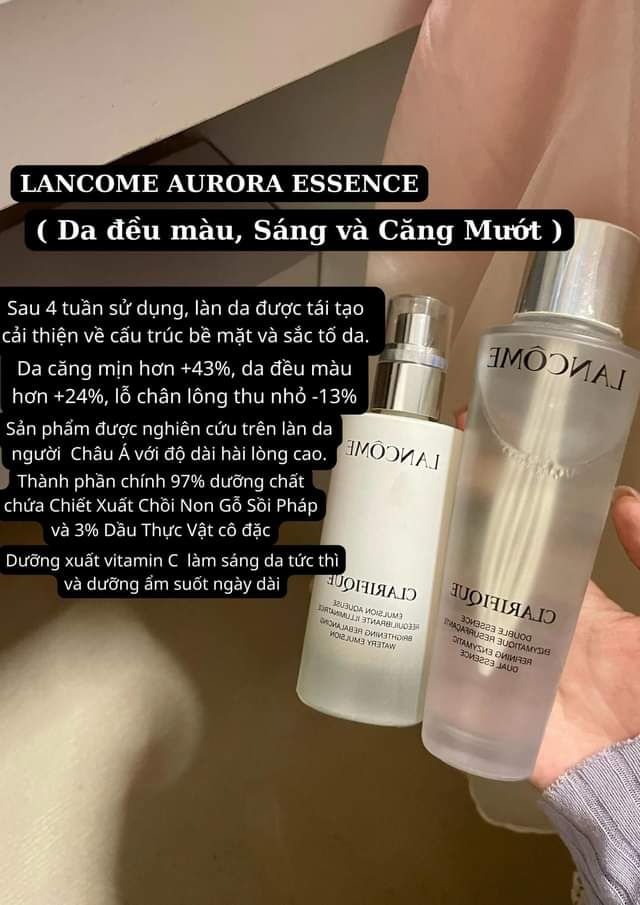 LANCOME AURORA ESSENCE
( Da đều màu, Sáng và Căng Mướt )
Sau 4 tuần sử dụng, làn da được tái tạo
cải thiện về cấu trúc bề mặt và sắc tố da.
Da căng mịn hơn +43%, da đều màu
hơn +24%, lỗ chân lông thu nhỏ -13%
Sản phẩm được nghiên cứu trên làn da
người Châu Á với độ dài hài lòng cao.
Thành phần chính 97% dưỡng chất
chứa Chiết Xuất Chồi Non Gỗ Sồi Pháp
và 3% Dầu Thực Vật cô đặc
Dưỡng xuất vitamin C làm sáng da tức thì
và dưỡng ẩm suốt ngày dài
LANCÔME
CLARIFIQUE
EMULSION AQUEUSE
RÉÉQUILIBRANTE ILLUMINATRICE
BRIGHTENING REBALANCING
WATERY EMULSION
LANCÔME
CLARIFIQUE
DOUBLE ESSENCE
ENZYMATIQUE RESURFAÇANTE
REFINING ENZYMATIC
DUAL ESSENCE